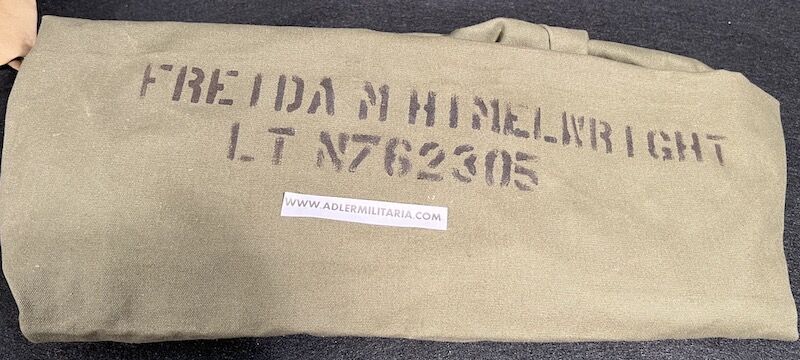 FREIDA M HIMELWRIGHT
LT N762305
WWW.ADLERMILITARIA.COM